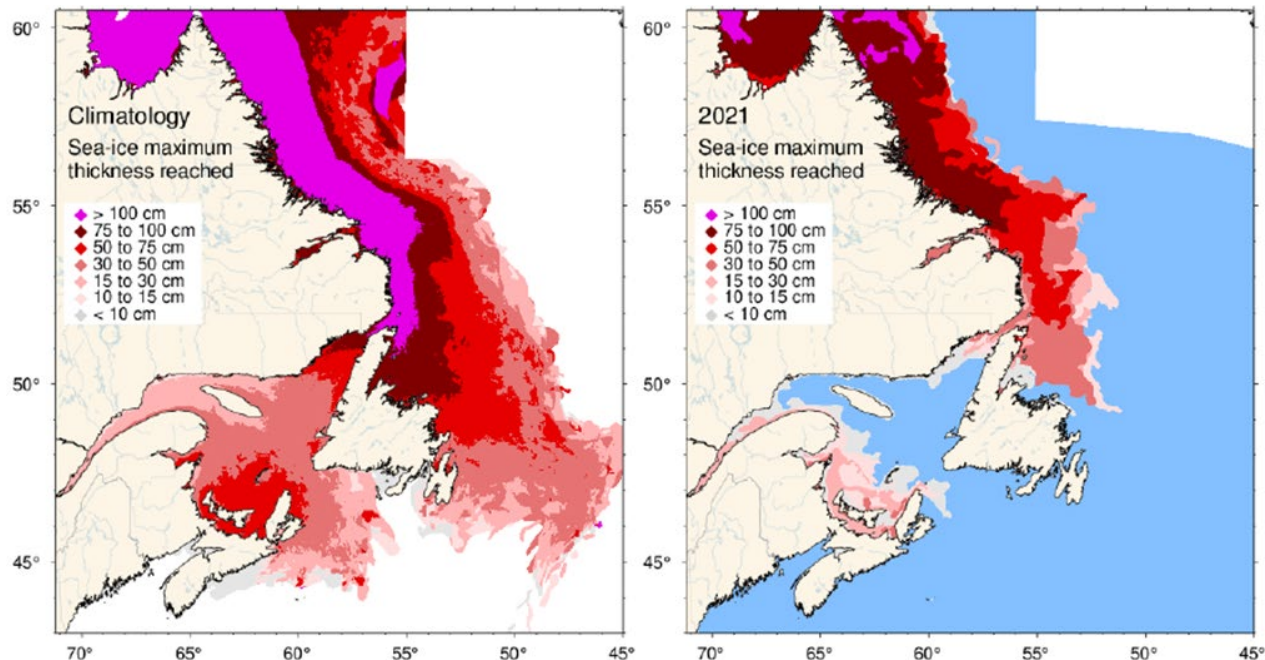 Climatology
Sea-ice maximum
thickness reached
> 100 cm
75 to 100 cm
50 to 75 cm
30 to 50 cm
15 to 30 cm
10 to 15 cm
< 10 cm
60°
55°
50°
45°
70°
65°
60°
55°
50°
45°
2021
Sea-ice maximum
thickness reached
> 100 cm
75 to 100 cm
50 to 75 cm
30 to 50 cm
15 to 30 cm
10 to 15 cm
< 10 cm
60°
55°
50°
45°
70°
65°
60°
55°
50°
45°